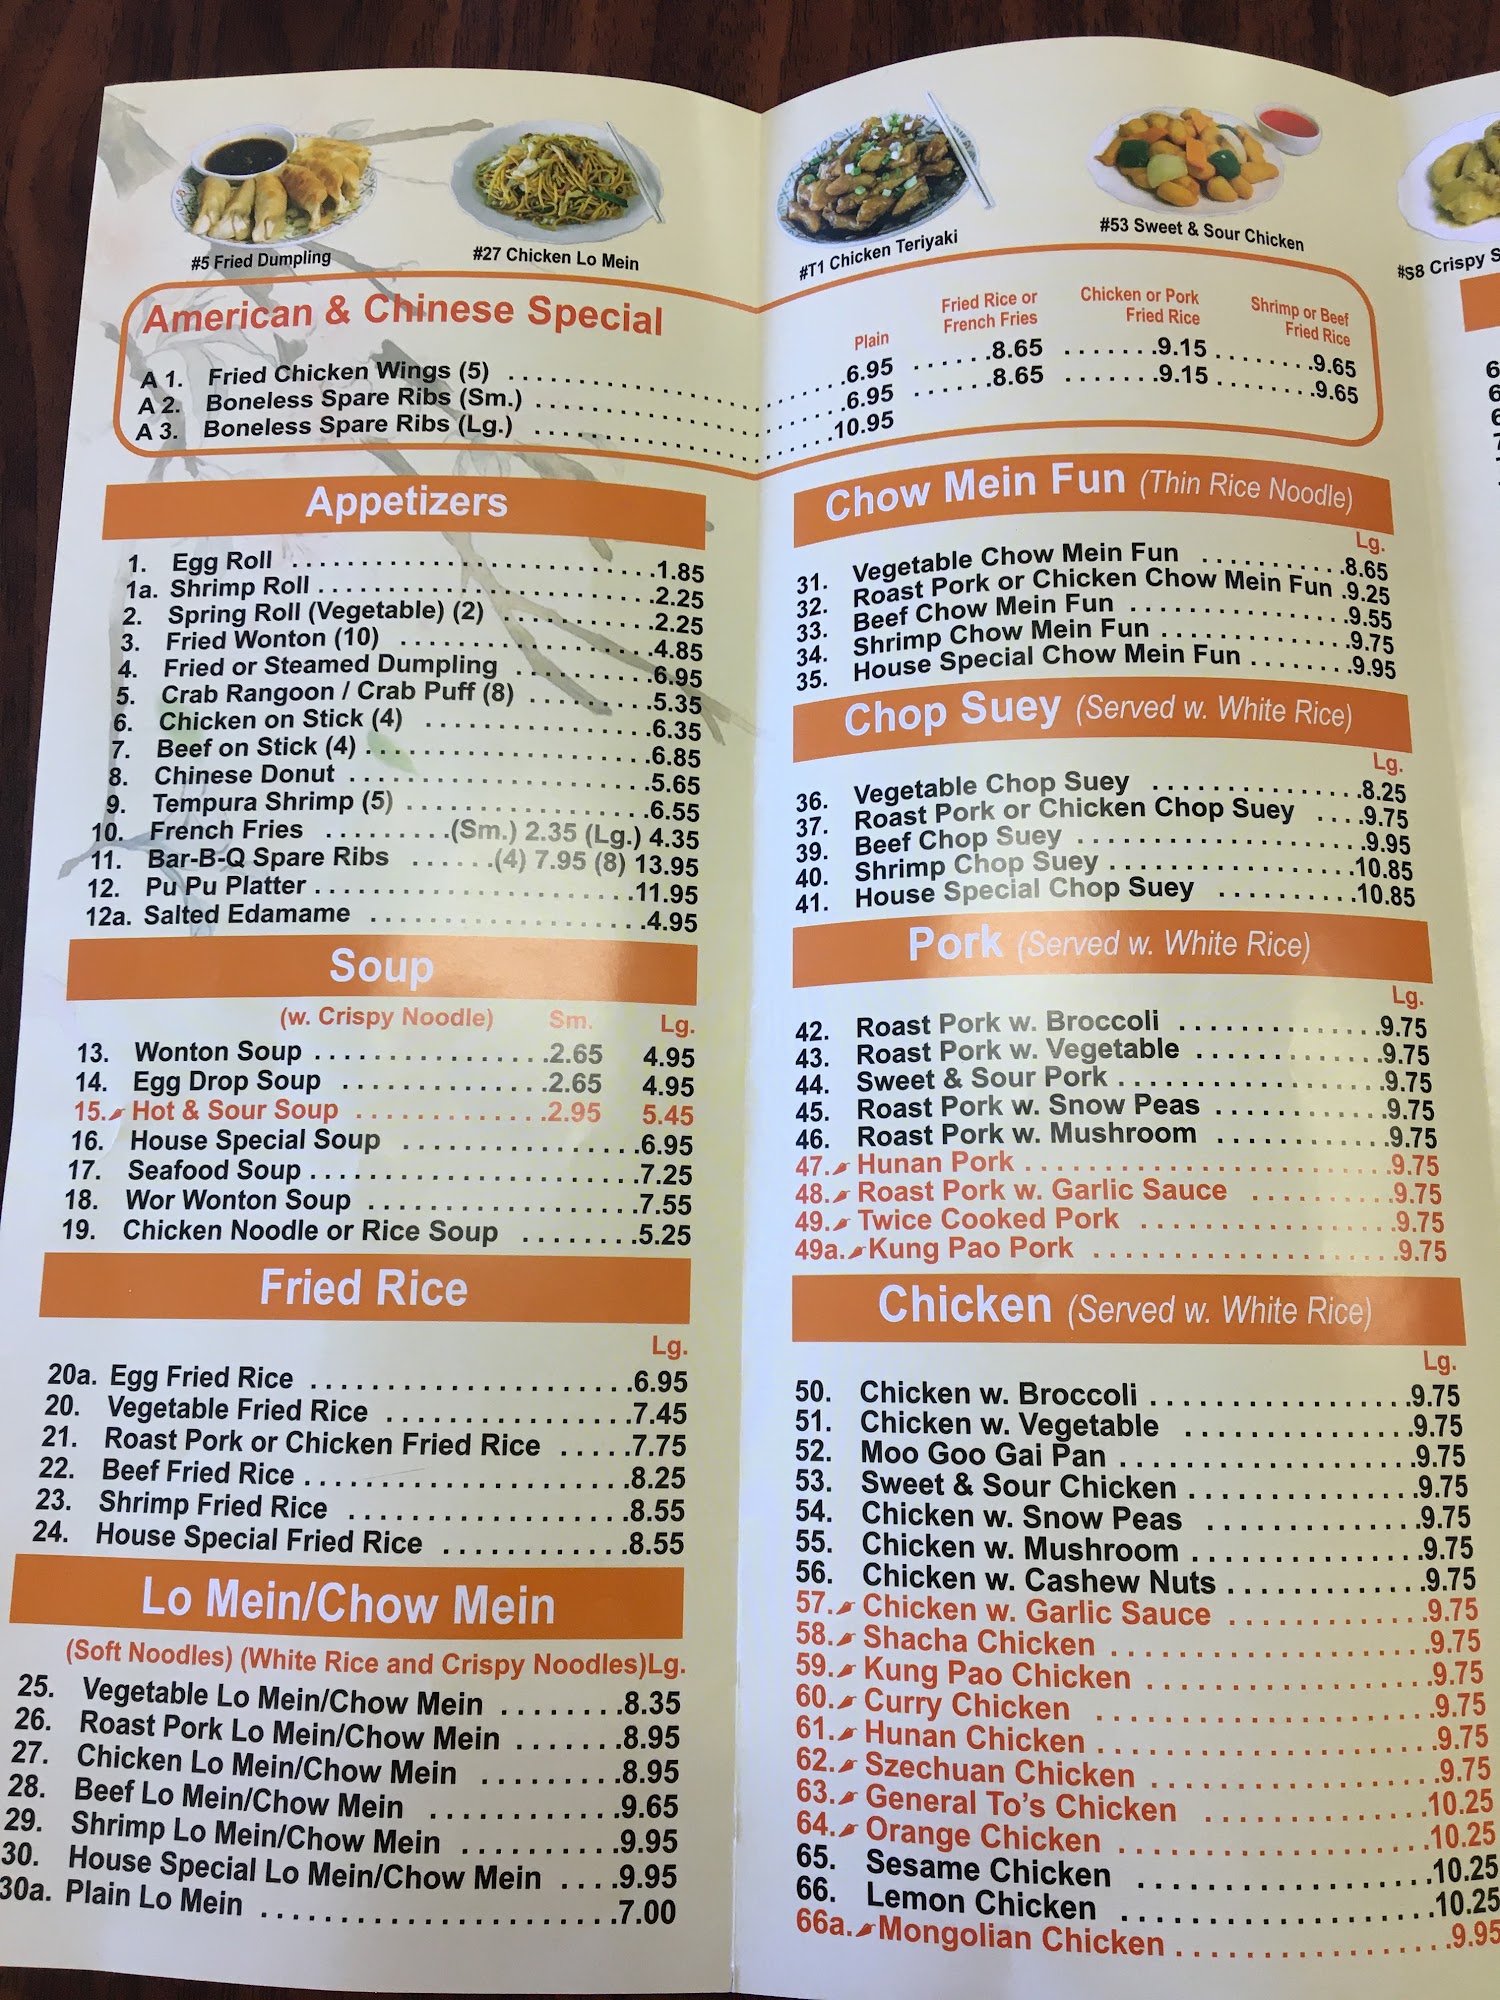 #5 Fried Dumpling
#27 Chicken Lo Mein
#T1 Chicken Teriyaki
#53 Sweet & Sour Chicken
#S8 Crispy S
American & Chinese Special
Plain
Fried Rice or
French Fries
Chicken or Pork
Fried Rice
Shrimp or Beef
Fried Rice
A 1. Fried Chicken Wings (5) 6.95 8.65 9.15 9.65
A 2. Boneless Spare Ribs (Sm.) 6.95 8.65 9.15 9.65
A 3. Boneless Spare Ribs (Lg.) 10.95
Appetizers
1. Egg Roll 1.85
1a. Shrimp Roll 2.25
2. Spring Roll (Vegetable) (2) 2.25
3. Fried Wonton (10) 4.85
4. Fried or Steamed Dumpling 6.95
5. Crab Rangoon / Crab Puff (8) 5.35
6. Chicken on Stick (4) 6.35
7. Beef on Stick (4) 6.85
8. Chinese Donut 5.65
9. Tempura Shrimp (5) 6.55
10. French Fries (Sm.) 2.35 (Lg.) 4.35
11. Bar-B-Q Spare Ribs (4) 7.95 (8) 13.95
12. Pu Pu Platter 11.95
12a. Salted Edamame 4.95
Soup
(w. Crispy Noodle) Sm. Lg.
13. Wonton Soup 2.65 4.95
14. Egg Drop Soup 2.65 4.95
15. Hot & Sour Soup 2.95 5.45
16. House Special Soup 6.95
17. Seafood Soup 7.25
18. Wor Wonton Soup 7.55
19. Chicken Noodle or Rice Soup 5.25
Fried Rice
Lg.
20a. Egg Fried Rice 6.95
20. Vegetable Fried Rice 7.45
21. Roast Pork or Chicken Fried Rice 7.75
22. Beef Fried Rice 8.25
23. Shrimp Fried Rice 8.55
24. House Special Fried Rice 8.55
Lo Mein/Chow Mein
(Soft Noodles) (White Rice and Crispy Noodles) Lg.
25. Vegetable Lo Mein/Chow Mein 8.35
26. Roast Pork Lo Mein/Chow Mein 8.95
27. Chicken Lo Mein/Chow Mein 8.95
28. Beef Lo Mein/Chow Mein 9.65
29. Shrimp Lo Mein/Chow Mein 9.95
30. House Special Lo Mein/Chow Mein 9.95
30a. Plain Lo Mein 7.00
Chow Mein Fun (Thin Rice Noodle)
Lg.
31. Vegetable Chow Mein Fun 8.65
32. Roast Pork or Chicken Chow Mein Fun 9.25
33. Beef Chow Mein Fun 9.55
34. Shrimp Chow Mein Fun 9.75
35. House Special Chow Mein Fun 9.95
Chop Suey (Served w. White Rice)
Lg.
36. Vegetable Chop Suey 8.25
37. Roast Pork or Chicken Chop Suey 9.75
39. Beef Chop Suey 9.95
40. Shrimp Chop Suey 10.85
41. House Special Chop Suey 10.85
Pork (Served w. White Rice)
Lg.
42. Roast Pork w. Broccoli 9.75
43. Roast Pork w. Vegetable 9.75
44. Sweet & Sour Pork 9.75
45. Roast Pork w. Snow Peas 9.75
46. Roast Pork w. Mushroom 9.75
47. Hunan Pork 9.75
48. Roast Pork w. Garlic Sauce 9.75
49. Twice Cooked Pork 9.75
49a. Kung Pao Pork 9.75
Chicken (Served w. White Rice)
Lg.
50. Chicken w. Broccoli 9.75
51. Chicken w. Vegetable 9.75
52. Moo Goo Gai Pan 9.75
53. Sweet & Sour Chicken 9.75
54. Chicken w. Snow Peas 9.75
55. Chicken w. Mushroom 9.75
56. Chicken w. Cashew Nuts 9.75
57. Chicken w. Garlic Sauce 9.75
58. Shacha Chicken 9.75
59. Kung Pao Chicken 9.75
60. Curry Chicken 9.75
61. Hunan Chicken 9.75
62. Szechuan Chicken 9.75
63. General To's Chicken 10.25
64. Orange Chicken 10.25
65. Sesame Chicken 10.25
66. Lemon Chicken 10.25
66a. Mongolian Chicken 9.95